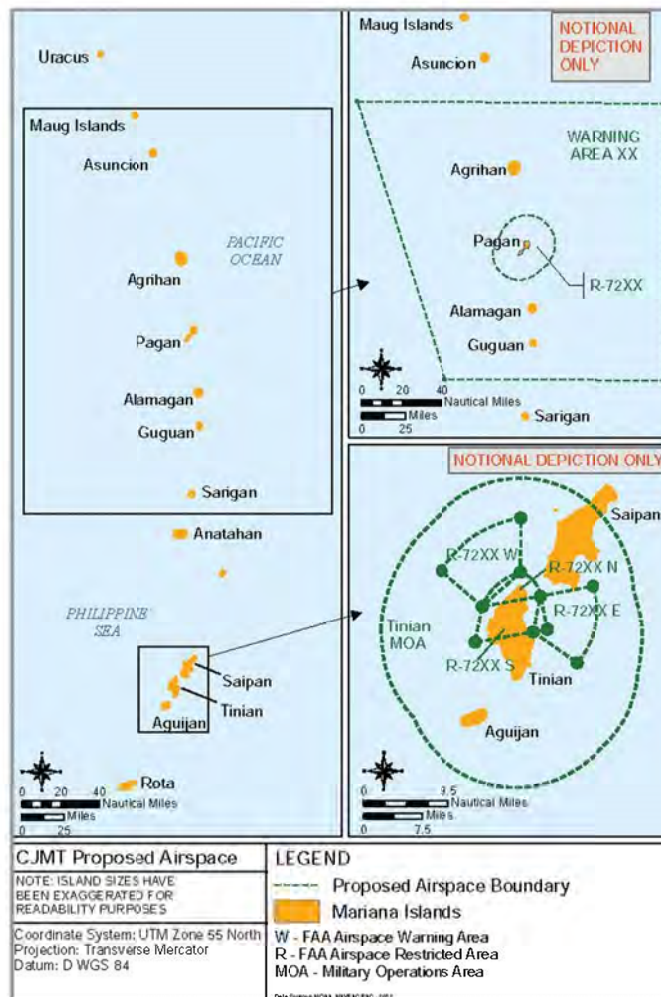 Uracus
Maug Islands
Asuncion
PACIFIC
OCEAN
Agrihan
Pagan
Alamagan
Guguan
Sarigan
Anatahan
PHILIPPINE
SEA
Saipan
Tinian
Aguijan
Rota
0 20 40
Nautical Miles
Miles
0 25
Maug Islands
Asuncion
NOTIONAL
DEPICTION
ONLY
WARNING
AREA XX
Agrihan
Pagan
R-72XX
Alamagan
Guguan
0 20 40
Nautical Miles
Miles
0 25
Sarigan
NOTIONAL DEPICTION ONLY
Saipan
R-72XX W
R-72XX N
R-72XX E
Tinian
MOA
R-72XX S
Tinian
Aguijan
0 3.5
Nautical Miles
Miles
0 7.5
CJMT Proposed Airspace
NOTE: ISLAND SIZES HAVE
BEEN EXAGGERATED FOR
READABILITY PURPOSES
Coordinate System: UTM Zone 55 North
Projection: Transverse Mercator
Datum: D WGS 84
LEGEND
Proposed Airspace Boundary
Mariana Islands
W - FAA Airspace Warning Area
R - FAA Airspace Restricted Area
MOA - Military Operations Area